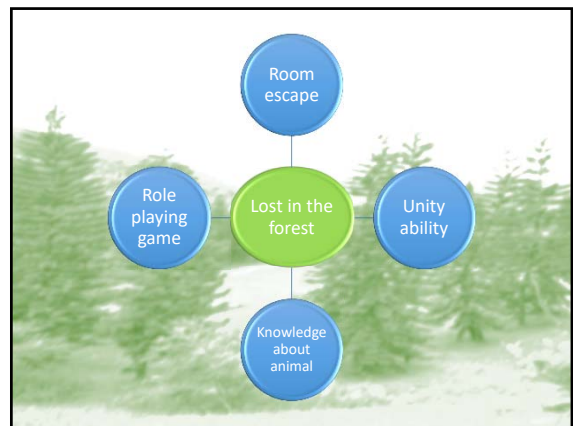 Room
escape
Role
playing
game
Lost in the
forest
Unity
ability
Knowledge
about
animal